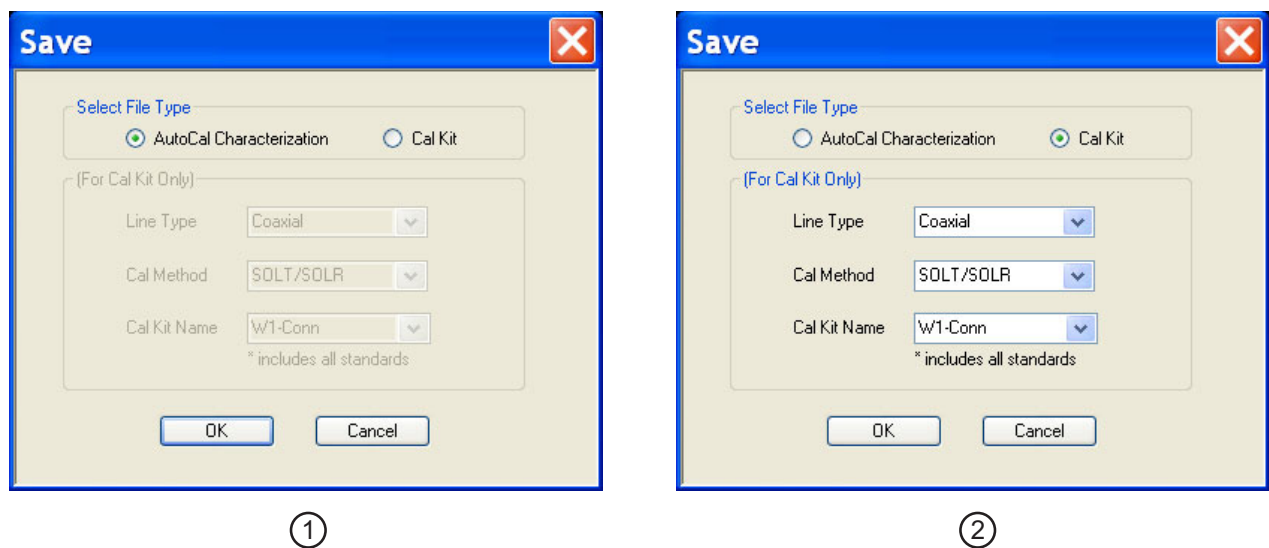 Save
Select File Type
AutoCal Characterization Cal Kit
(For Cal Kit Only)
Line Type Coaxial
Cal Method SOLT/SOLR
Cal Kit Name W1-Conn
* includes all standards
OK Cancel
1
Save
Select File Type
AutoCal Characterization Cal Kit
(For Cal Kit Only)
Line Type Coaxial
Cal Method SOLT/SOLR
Cal Kit Name W1-Conn
* includes all standards
OK Cancel
2